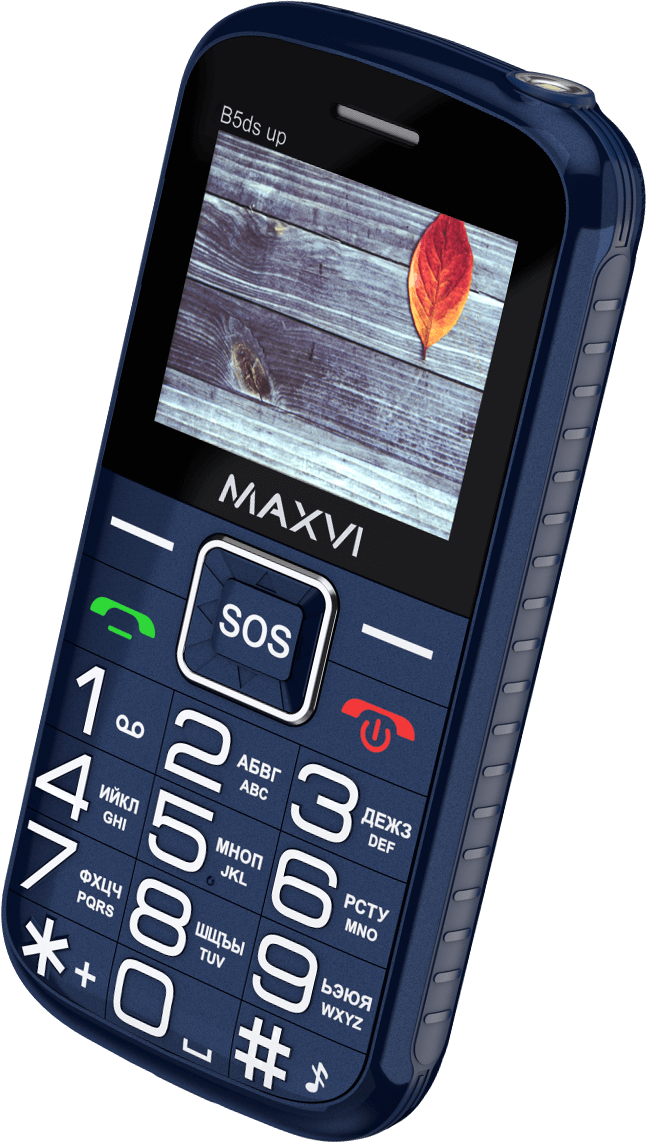 B5ds up
MAXVI
SOS
1
2 АБВГ
ABC
3 ДЕЖЗ
DEF
4 ИЙКЛ
GHI
5 МНОП
JKL
6 РСТУ
MNO
7 ФХЦЧ
PQRS
8 ШЩЪЫ
TUV
9 ЬЭЮЯ
WXYZ
* +
0
#